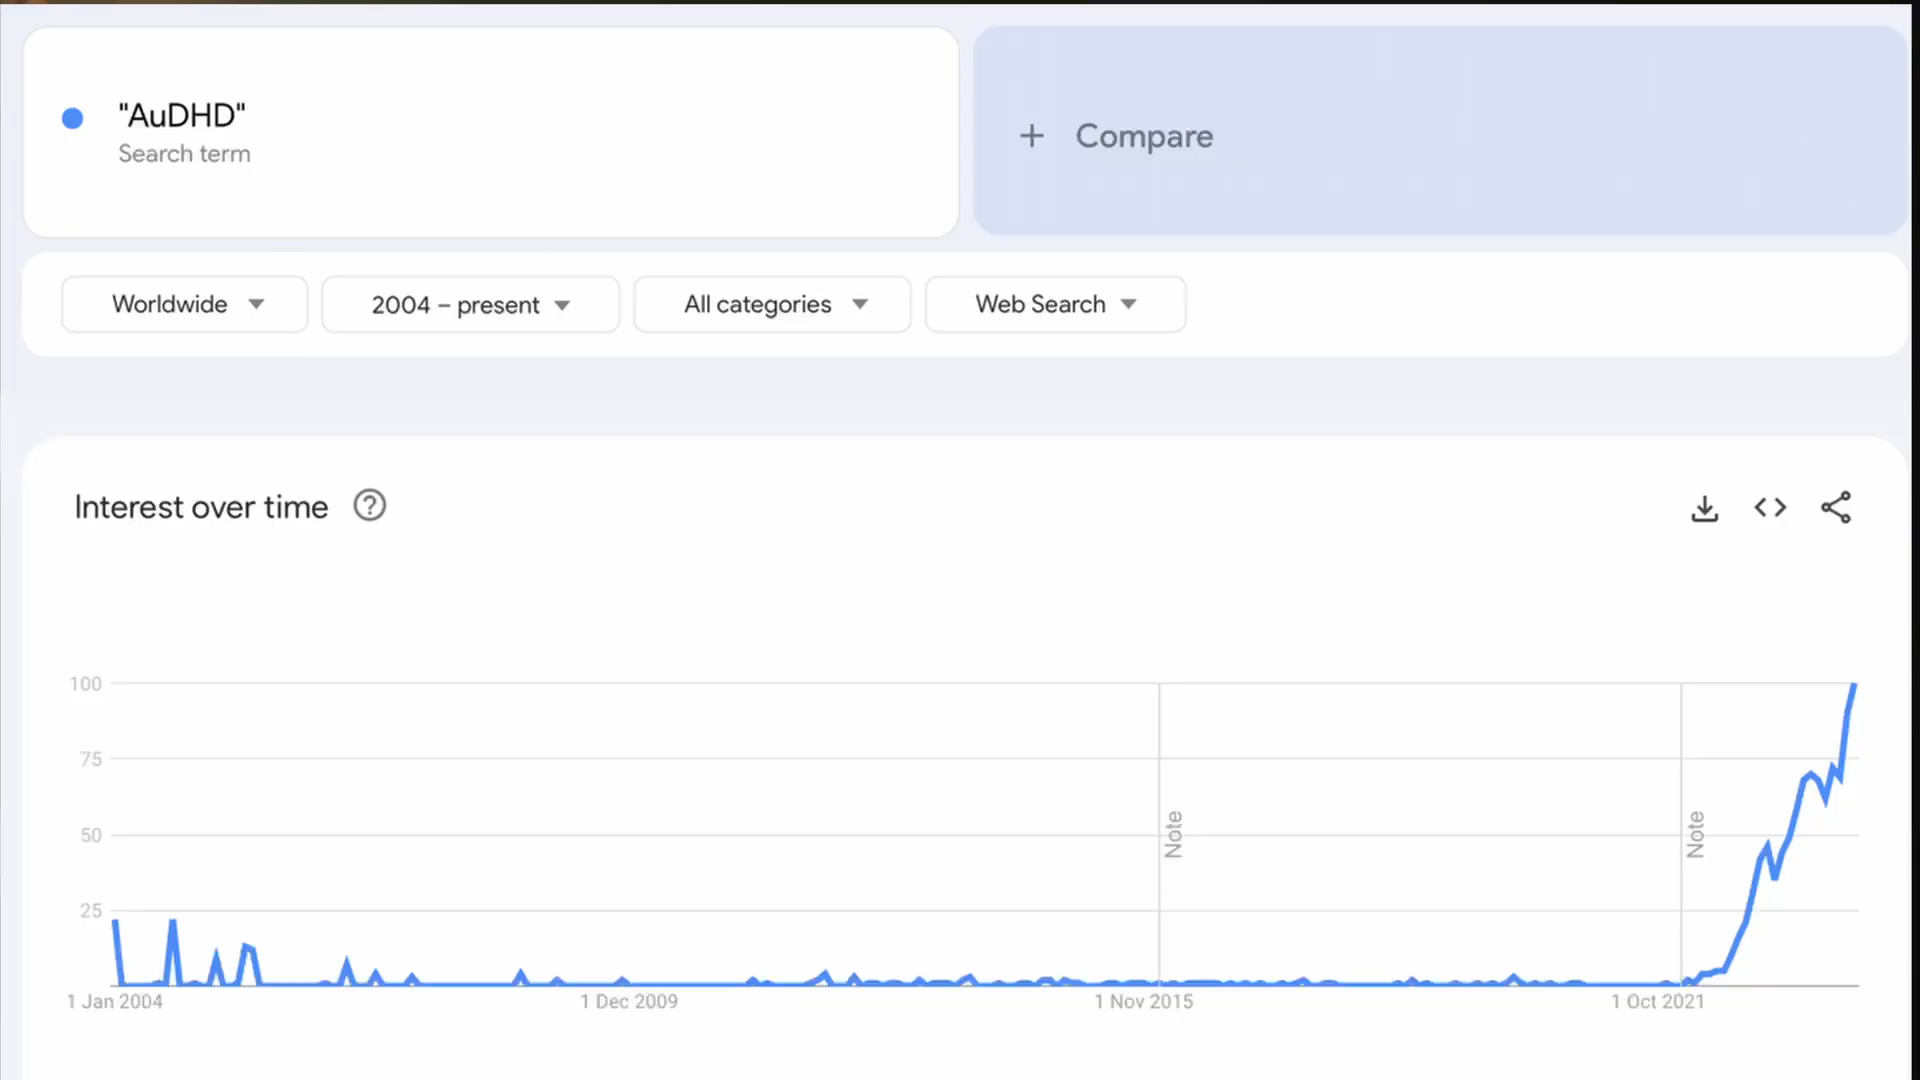 "AuDHD"
Search term
+ Compare
Worldwide
2004 – present
All categories
Web Search
Interest over time
100
75
50
25
Note
Note
1 Jan 2004
1 Dec 2009
1 Nov 2015
1 Oct 2021